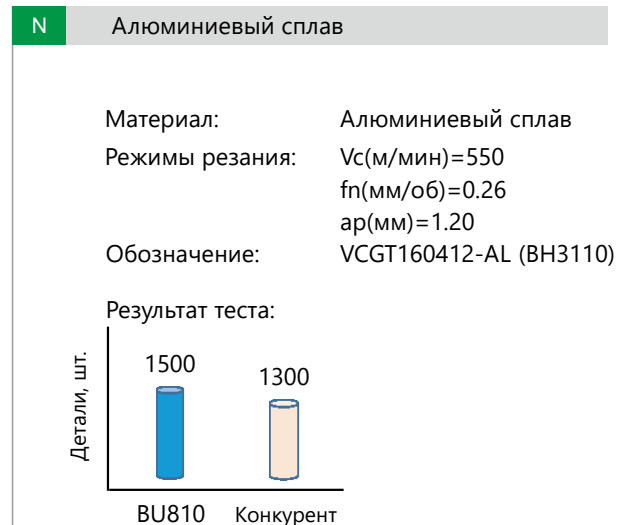 N Алюминиевый сплав
Материал: Алюминиевый сплав
Режимы резания: Vc(м/мин)=550
fn(мм/об)=0.26
ap(мм)=1.20
Обозначение: VCGT160412-AL (BH3110)
Результат теста:
Детали, шт.
1500 1300
BU810 Конкурент